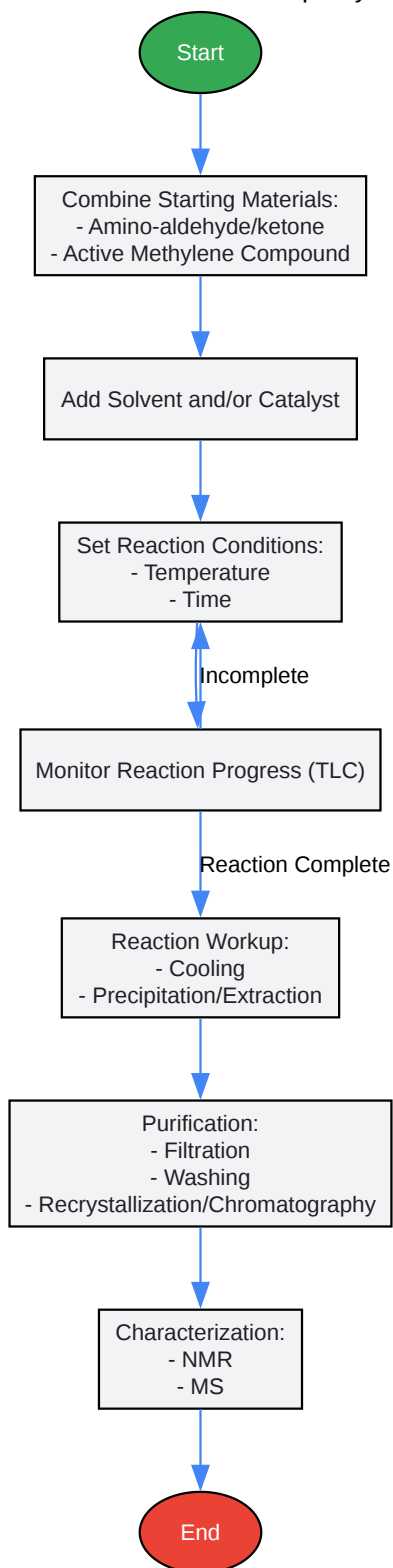 Start
Combine Starting Materials:
- Amino-aldehyde/ketone
- Active Methylene Compound
Add Solvent and/or Catalyst
Set Reaction Conditions:
- Temperature
- Time
Incomplete
Monitor Reaction Progress (TLC)
Reaction Complete
Reaction Workup:
- Cooling
- Precipitation/Extraction
Purification:
- Filtration
- Washing
- Recrystallization/Chromatography
Characterization:
- NMR
- MS
End